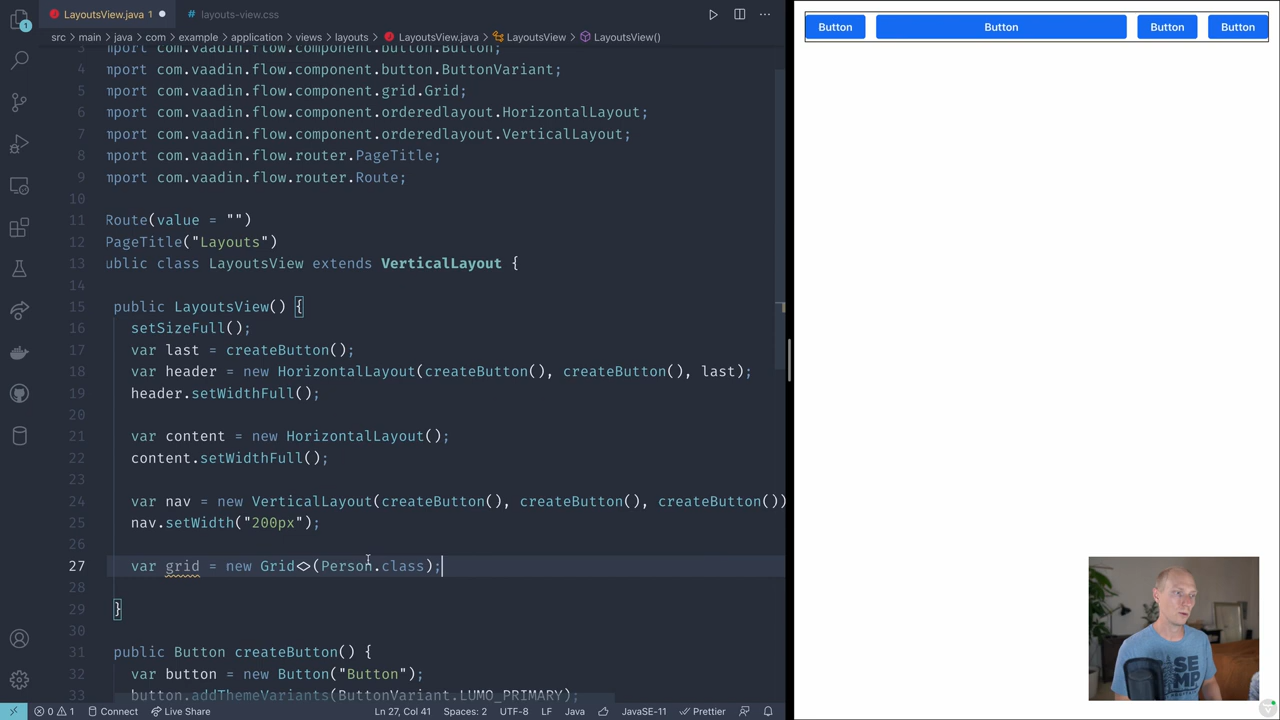 LayoutsView.java 1
layouts-view.css
src > main > java > com > example > application > views > layouts > LayoutsView.java > LayoutsView > LayoutsView()
mport com.vaadin.flow.component.button.Button;
4 mport com.vaadin.flow.component.button.ButtonVariant;
5 mport com.vaadin.flow.component.grid.Grid;
6 mport com.vaadin.flow.component.orderedlayout.HorizontalLayout;
7 mport com.vaadin.flow.component.orderedlayout.VerticalLayout;
8 mport com.vaadin.flow.router.PageTitle;
9 mport com.vaadin.flow.router.Route;
10
11 Route(value = "")
12 PageTitle("Layouts")
13 ublic class LayoutsView extends VerticalLayout {
14
15 public LayoutsView() {
16 setSizeFull();
17 var last = createButton();
18 var header = new HorizontalLayout(createButton(), createButton(), last);
19 header.setWidthFull();
20
21 var content = new HorizontalLayout();
22 content.setWidthFull();
23
24 var nav = new VerticalLayout(createButton(), createButton(), createButton())
25 nav.setWidth("200px");
26
27 var grid = new Grid<>(Person.class);
28
29 }
30
31 public Button createButton() {
32 var button = new Button("Button");
33 button.addThemeVariants(ButtonVariant.LUMO_PRIMARY);
0 1 Connect Live Share Ln 27, Col 41 Spaces: 2 UTF-8 LF Java JavaSE-11 Prettier
Button Button Button Button
1